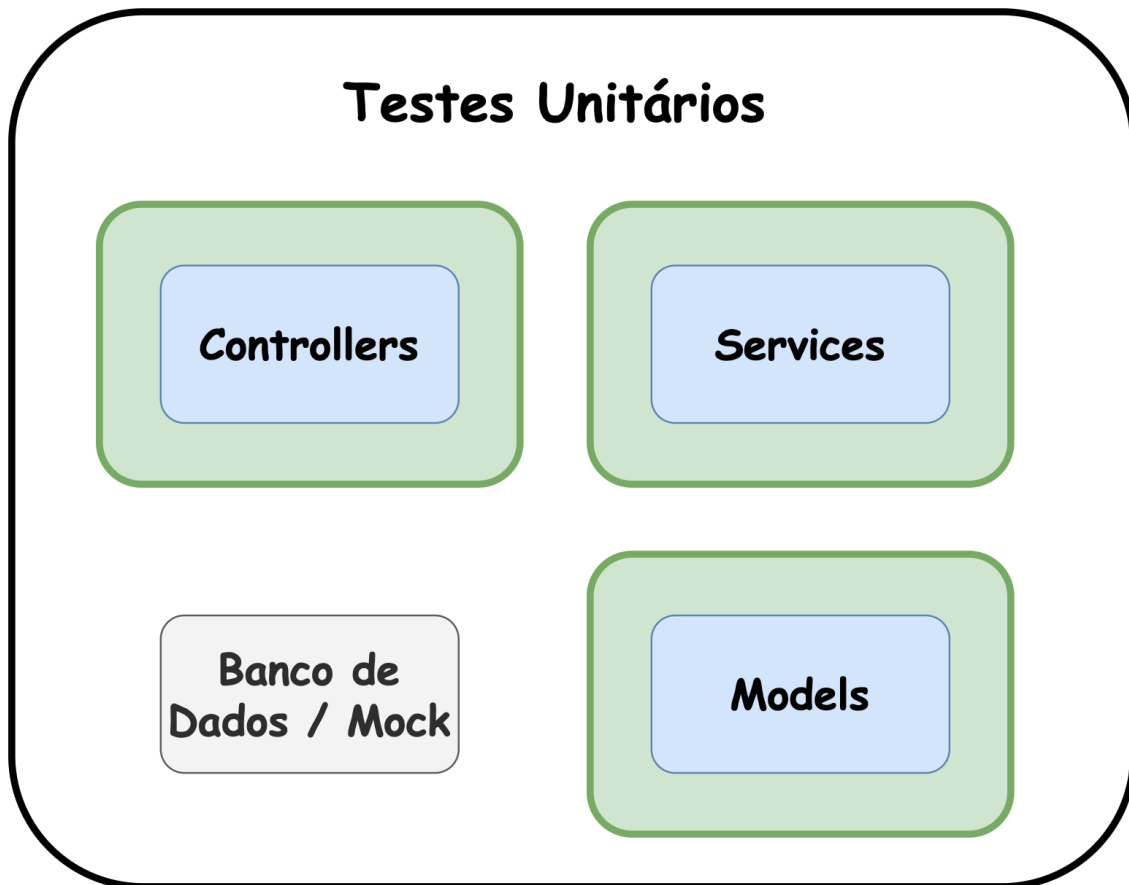 Testes Unitários
Controllers
Services
Banco de
Dados / Mock
Models